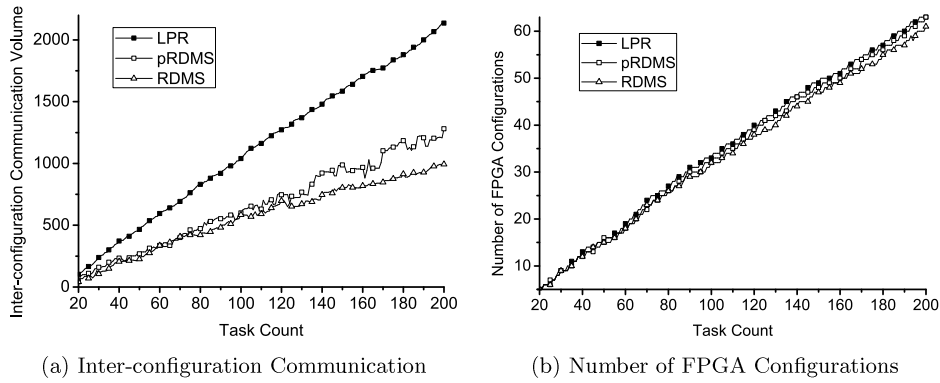 Inter-configuration Communication Volume
2000
1500
1000
500
0
LPR
pRDMS
RDMS
20 40 60 80 100 120 140 160 180 200
Task Count
(a) Inter-configuration Communication
Number of FPGA Configurations
60
50
40
30
20
10
LPR
pRDMS
RDMS
20 40 60 80 100 120 140 160 180 200
Task Count
(b) Number of FPGA Configurations